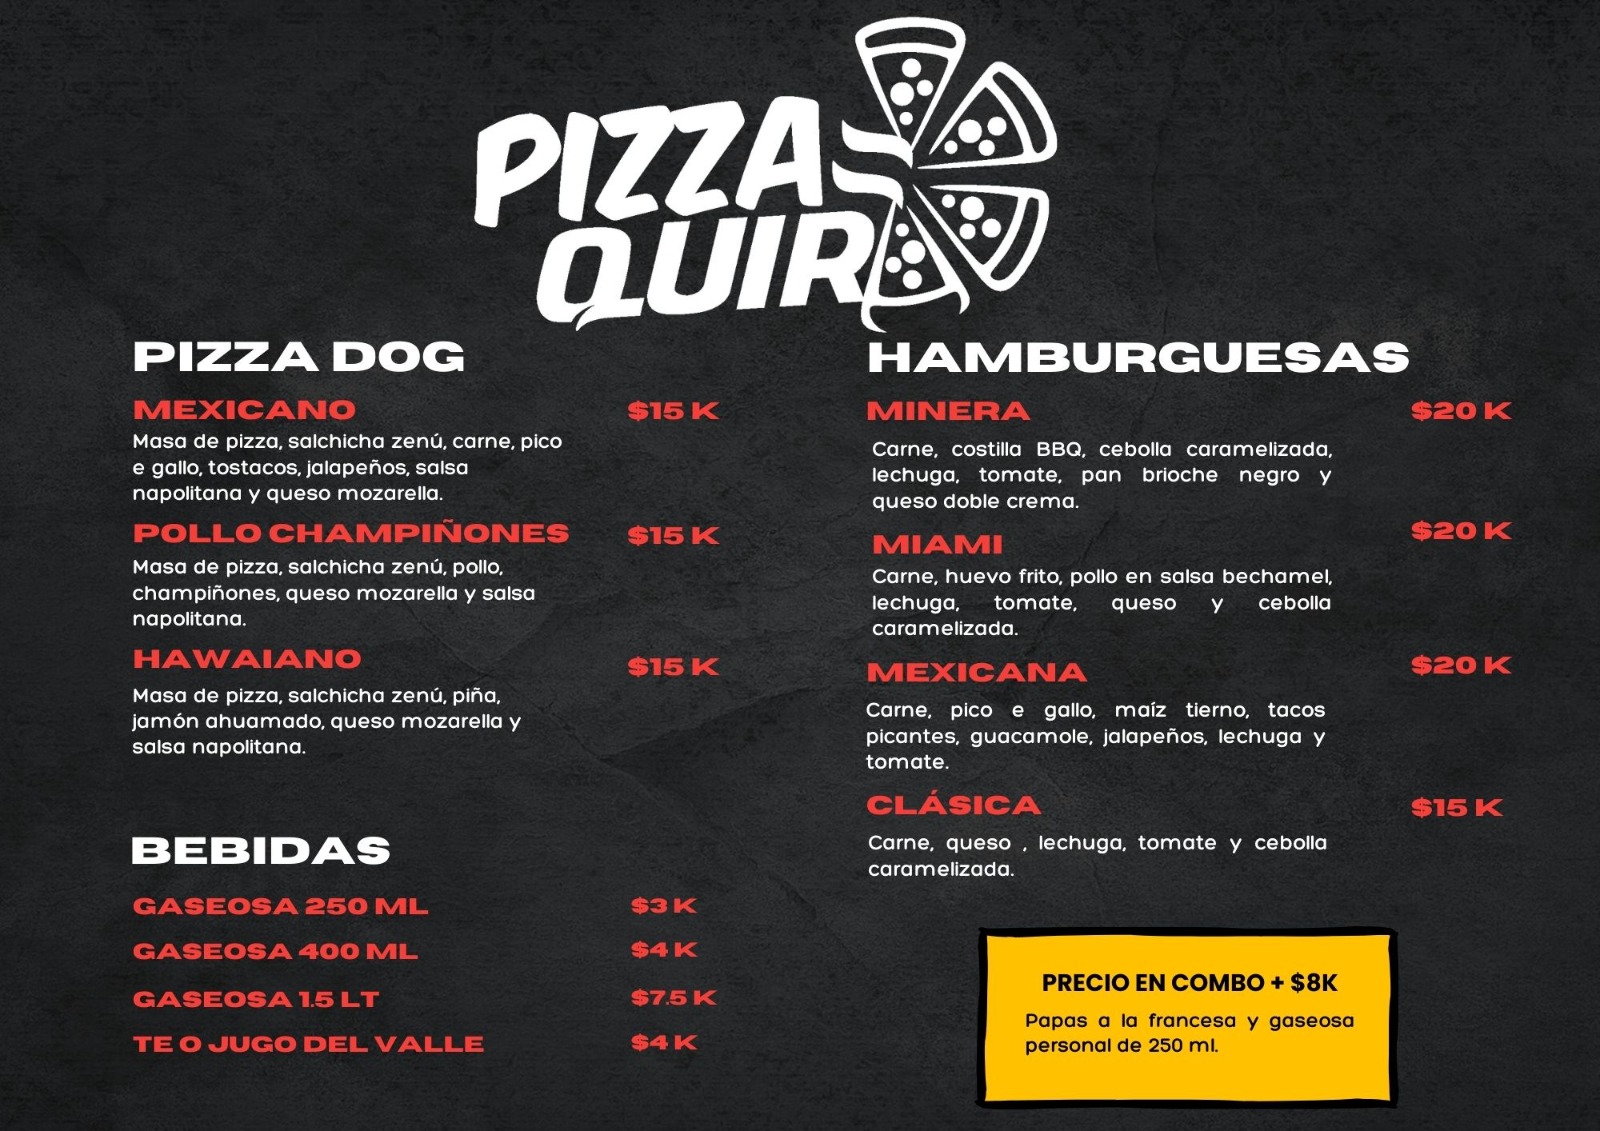 PIZZA
QUIR
PIZZA DOG
MEXICANO $15 K
Masa de pizza, salchicha zenú, carne, pico
e gallo, tostacos, jalapeños, salsa
napolitana y queso mozarella.
POLLO CHAMPIÑONES $15 K
Masa de pizza, salchicha zenú, pollo,
champiñones, queso mozarella y salsa
napolitana.
HAWAIANO $15 K
Masa de pizza, salchicha zenú, piña,
jamón ahuamado, queso mozarella y
salsa napolitana.
BEBIDAS
GASEOSA 250 ML $3 K
GASEOSA 400 ML $4 K
GASEOSA 1.5 LT $7.5 K
TE O JUGO DEL VALLE $4 K
HAMBURGUESAS
MINERA $20 K
Carne, costilla BBQ, cebolla caramelizada,
lechuga, tomate, pan brioche negro y
queso doble crema.
MIAMI $20 K
Carne, huevo frito, pollo en salsa bechamel,
lechuga, tomate, queso y cebolla
caramelizada.
MEXICANA $20 K
Carne, pico e gallo, maíz tierno, tacos
picantes, guacamole, jalapeños, lechuga y
tomate.
CLÁSICA $15 K
Carne, queso , lechuga, tomate y cebolla
caramelizada.
PRECIO EN COMBO + $8K
Papas a la francesa y gaseosa
personal de 250 ml.